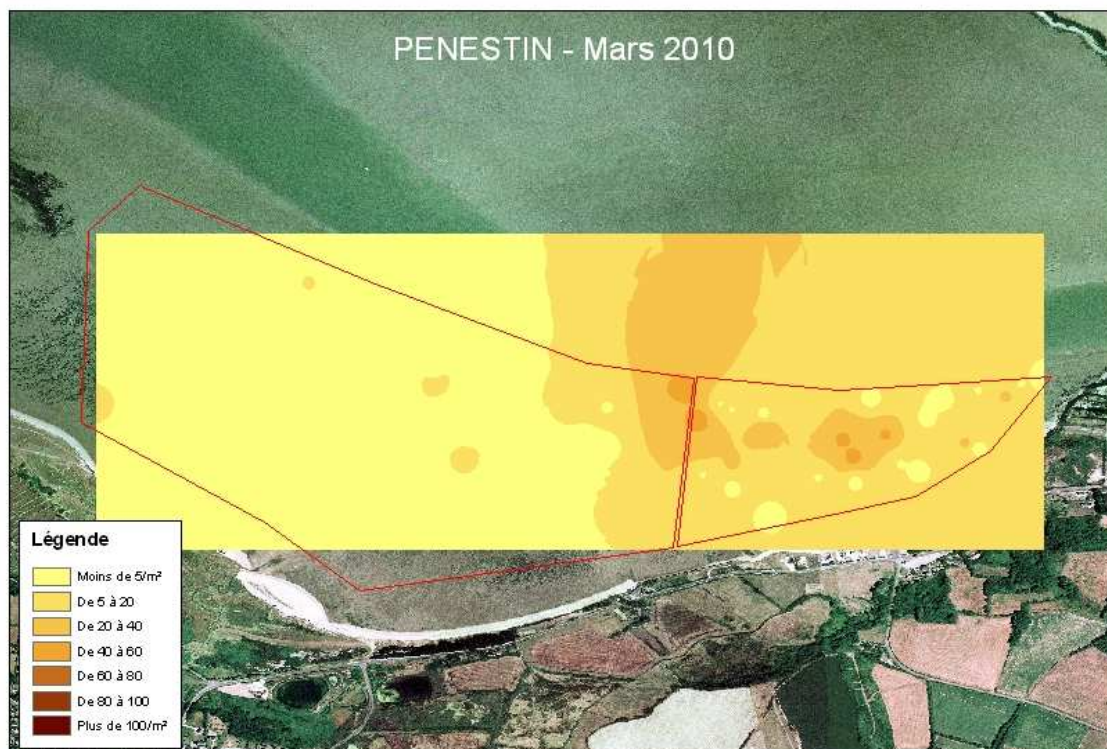 PENESTIN - Mars 2010
Légende
Moins de 5/m²
De 5 à 20
De 20 à 40
De 40 à 60
De 60 à 80
De 80 à 100
Plus de 100/m²